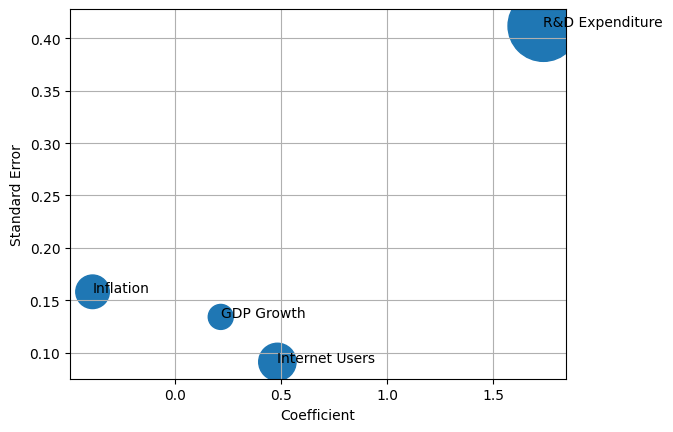 R&D Expenditure
0.40
0.35
0.30
0.25
0.20
0.15
0.10
Standard Error
Inflation
GDP Growth
Internet Users
0.0 0.5 1.0 1.5
Coefficient